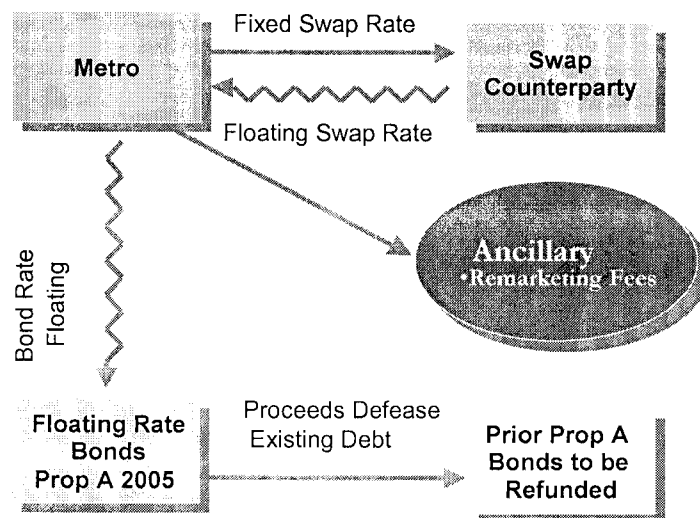 Fixed Swap Rate
Metro
Swap
Counterparty
Floating Swap Rate
Ancillary
•Remarketing Fees
Bond Rate
Floating
Floating Rate
Bonds
Prop A 2005
Proceeds Defease
Existing Debt
Prior Prop A
Bonds to be
Refunded